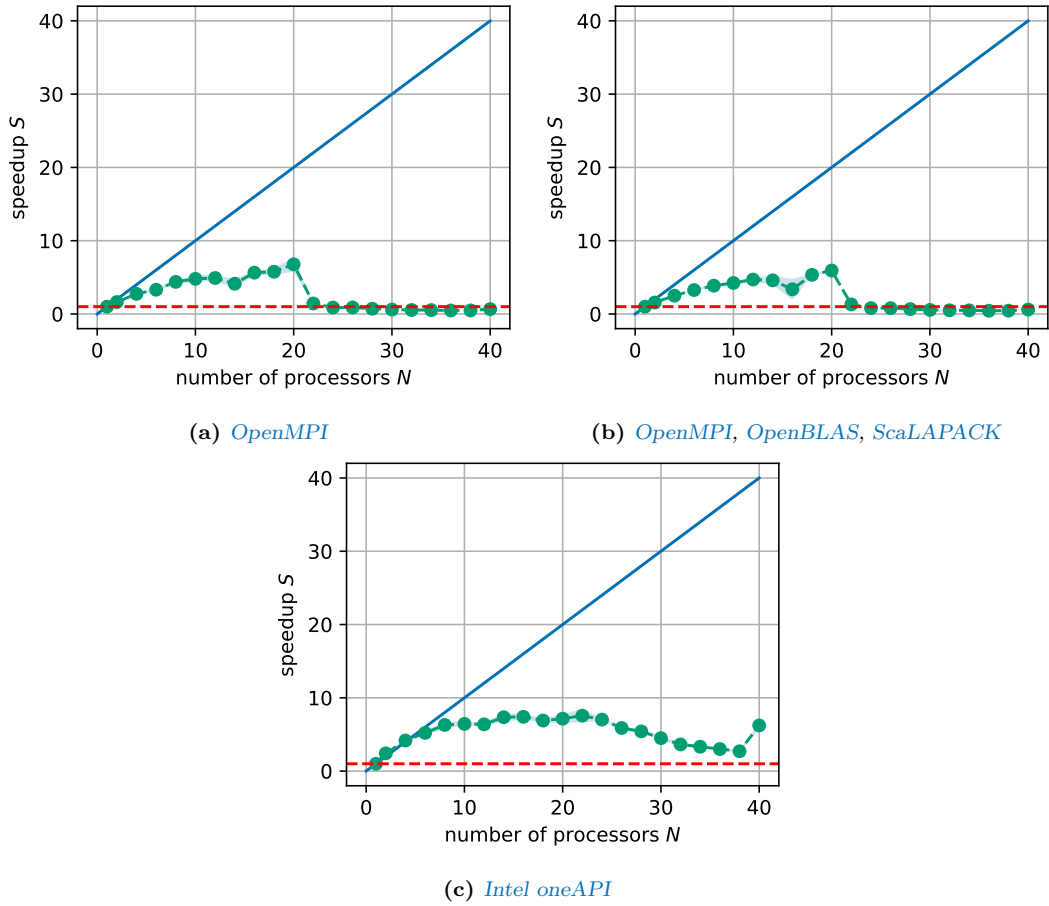 40
30
20
10
0
speedup S
0 10 20 30 40
number of processors N
(a) OpenMPI
40
30
20
10
0
speedup S
0 10 20 30 40
number of processors N
(b) OpenMPI, OpenBLAS, ScaLAPACK
40
30
20
10
0
speedup S
0 10 20 30 40
number of processors N
(c) Intel oneAPI